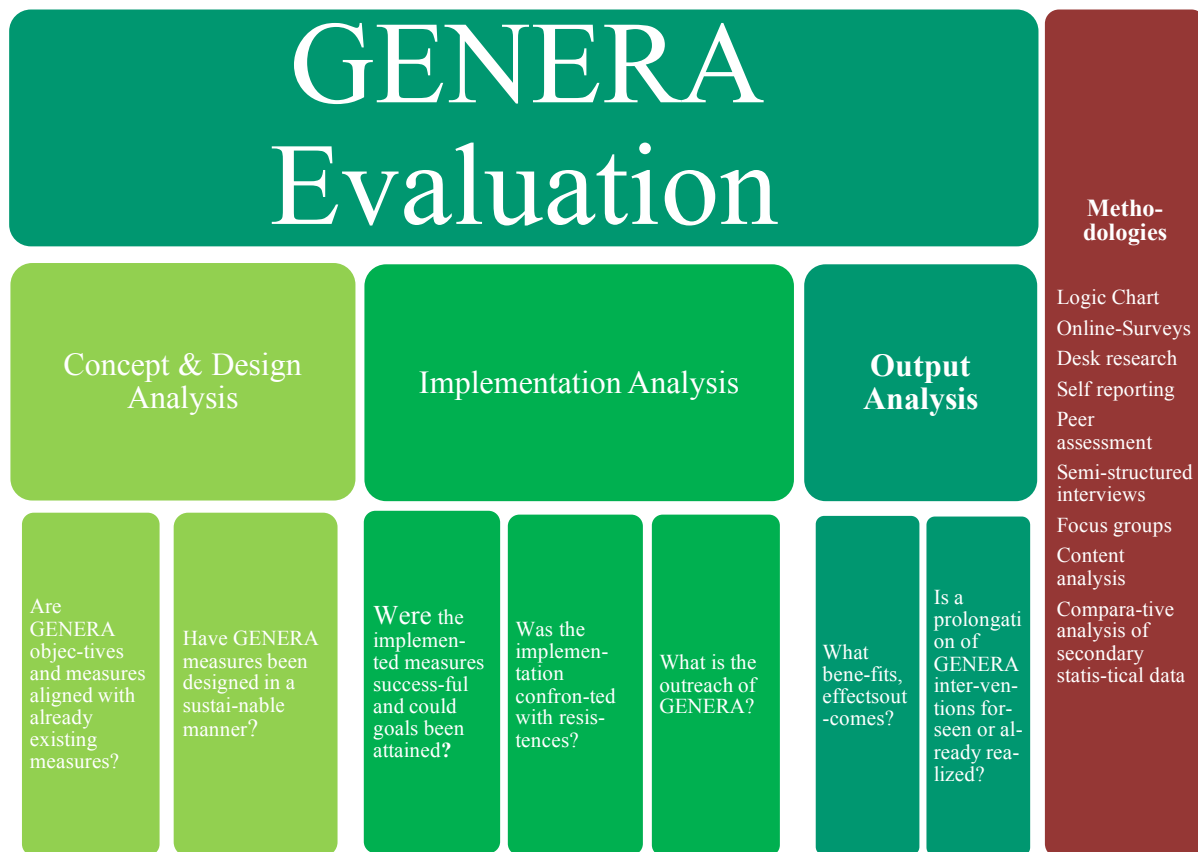 GENERA
Evaluation
Concept & Design
Analysis
Implementation Analysis
Output
Analysis
Are
GENERA
objec-tives
and measures
aligned with
already
existing
measures?
Have GENERA
measures been
designed in a
sustai-nable
manner?
Were the
implemen-
ted measures
success-ful
and could
goals been
attained?
Was the
implemen-
tation
confron-ted
with resis-
tences?
What is the
outreach of
GENERA?
What
bene-fits,
effectsout
-comes?
Is a
prolongati
on of
GENERA
inter-ven-
tions for-
seen or al-
ready rea-
lized?
Metho-
dologies
Logic Chart
Online-Surveys
Desk research
Self reporting
Peer
assessment
Semi-structured
interviews
Focus groups
Content
analysis
Compara-tive
analysis of
secondary
statis-tical data